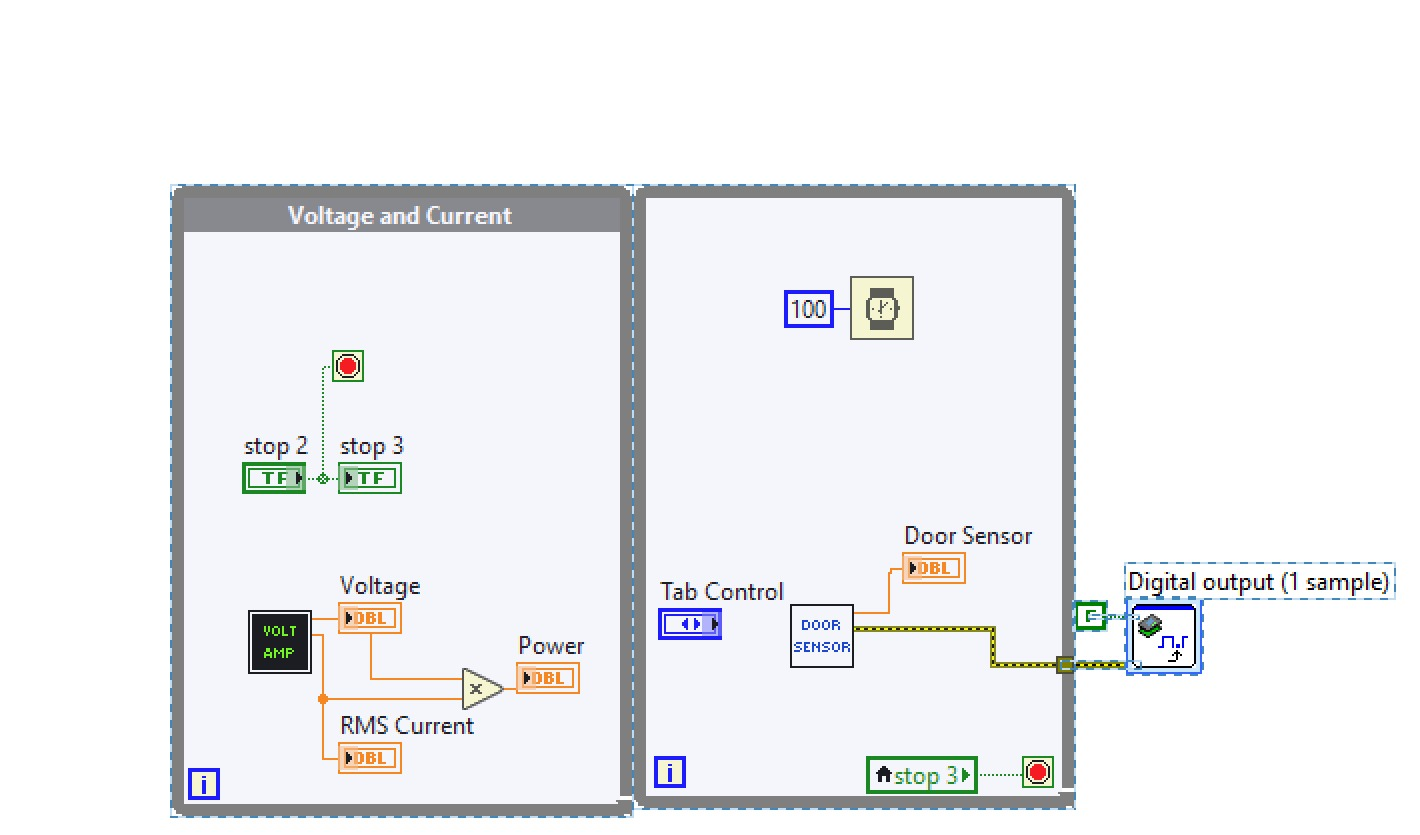 Voltage and Current
100
stop 2
stop 3
TF
TF
Door Sensor
DBL
Digital output (1 sample)
Tab Control
Voltage
DBL
F
DOOR
SENSOR
VOLT
AMP
Power
DBL
RMS Current
DBL
i
i
stop 3